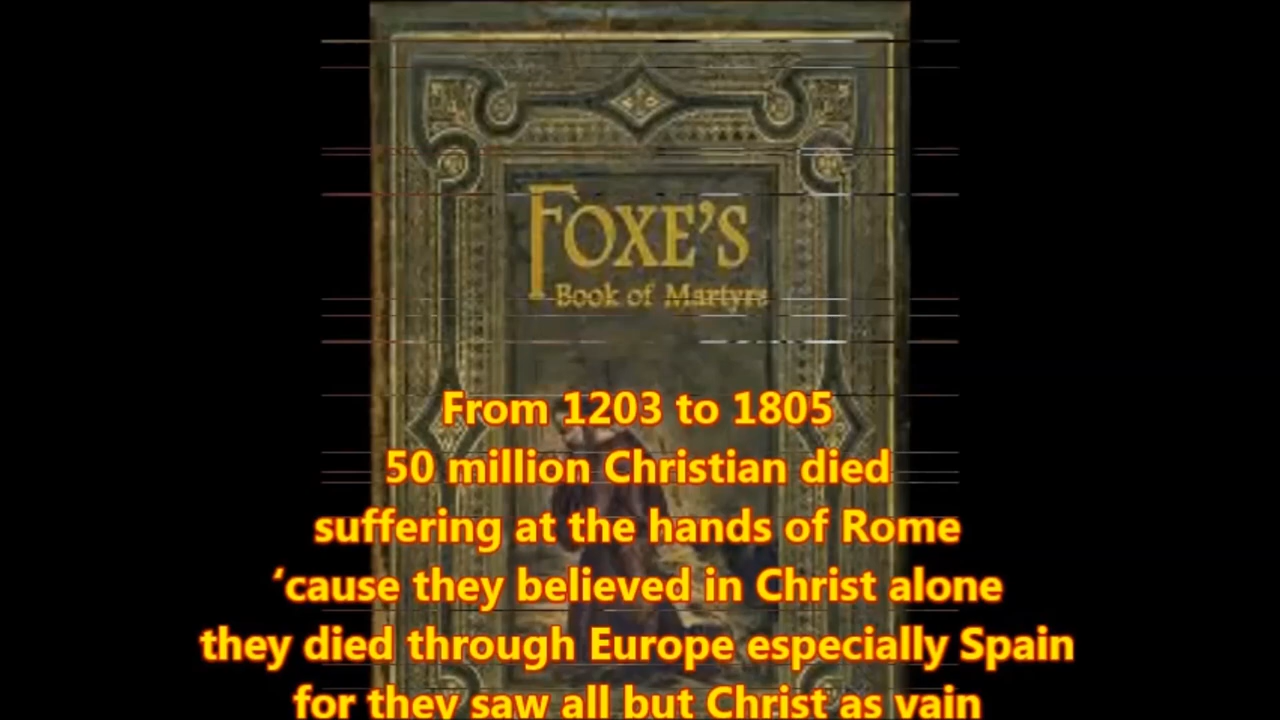 FOXE'S
Book of Martyrs
From 1203 to 1805
50 million Christian died
suffering at the hands of Rome
‘cause they believed in Christ alone
they died through Europe especially Spain
for they saw all but Christ as vain